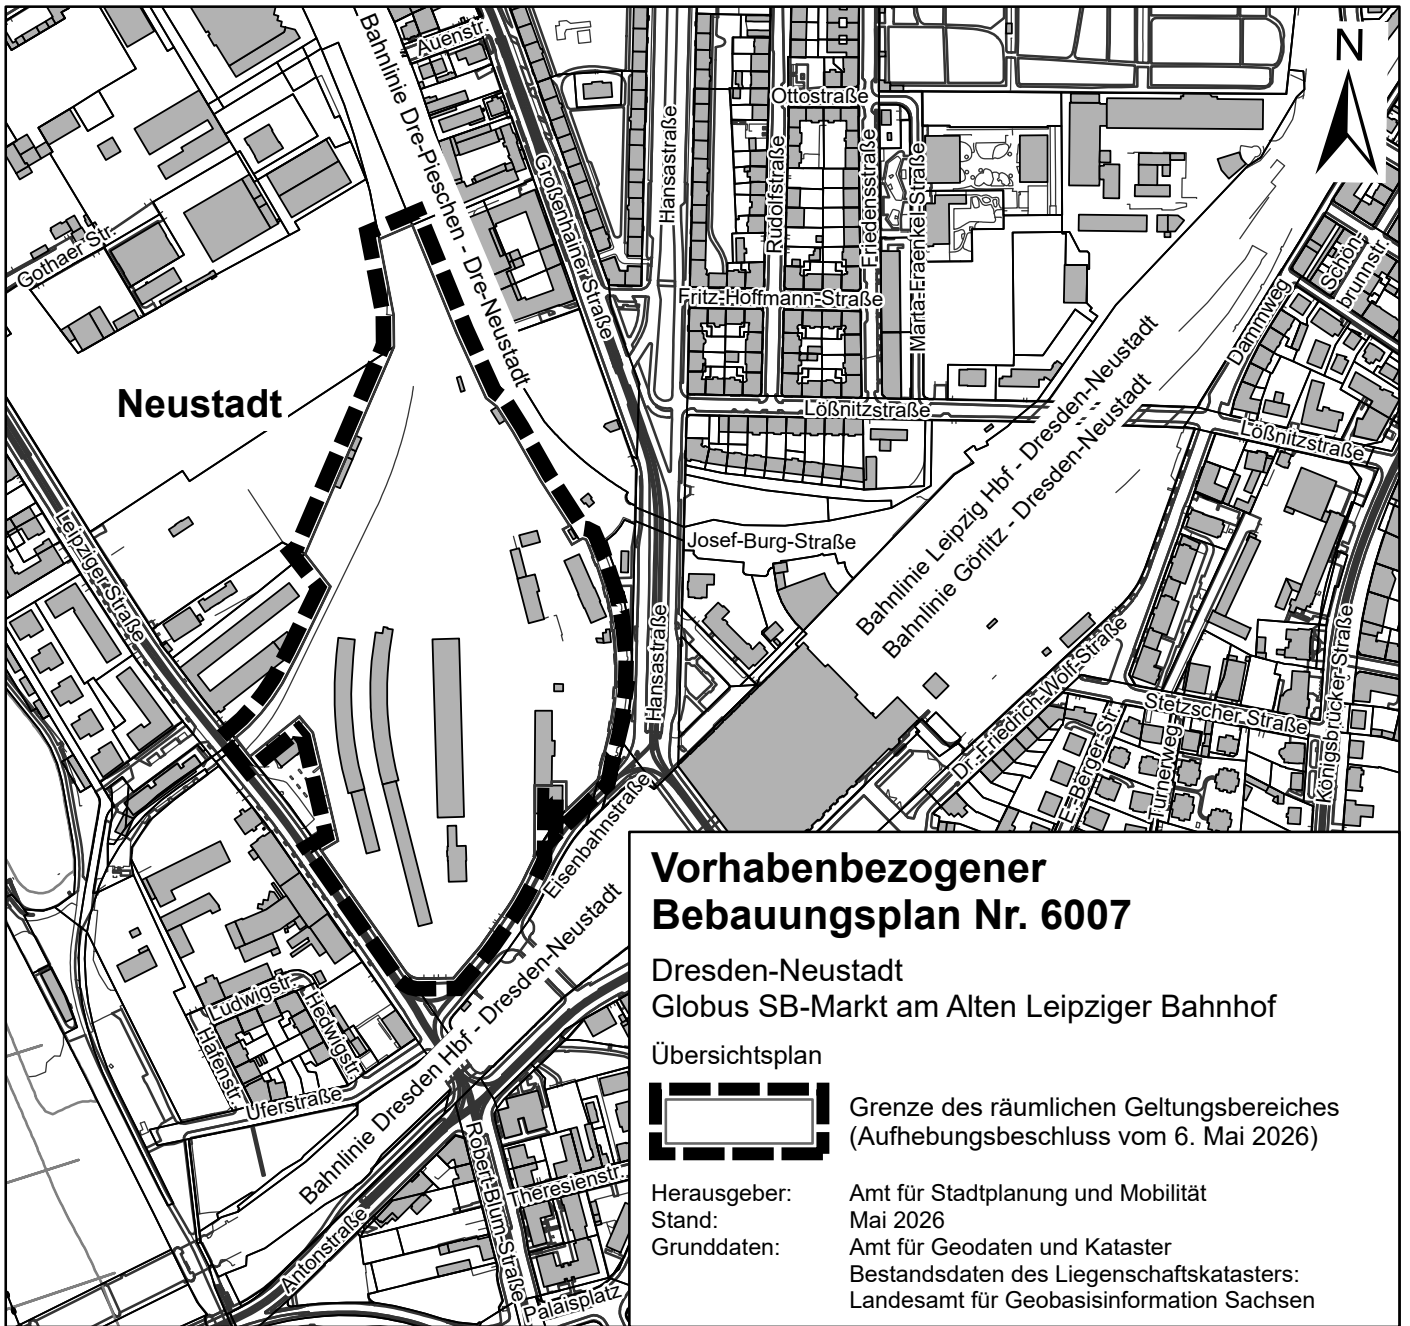 Auenstr.
Bahnlinie Dre-Pieschen - Dre-Neustadt
N
Ottostraße
Hansastraße
Großenhainer Straße
Rudolfstraße
Friedensstraße
Marta-Fraenkel-Straße
Gothaer Str.
Schön-
brunnstr.
Fritz-Hoffmann-Straße
Dammweg
Neustadt
Lößnitzstraße
Lößnitzstraße
Bahnlinie Leipzig Hbf - Dresden-Neustadt
Bahnlinie Görlitz - Dresden-Neustadt
Leipziger Straße
Josef-Burg-Straße
Hansastraße
Dr.-Friedrich-Wolf-Straße
Stetzscher Straße
Königsbrücker Straße
E.-Berger-Str.
Turnerweg
Eisenbahnstraße
Bahnlinie Dresden Hbf - Dresden-Neustadt
Ludwigstr.
Hedwigstr.
Hafenstr.
Uferstraße
Robert-Blum-Straße
Theresienstr.
Antonstraße
Palaisplatz
Vorhabenbezogener
Bebauungsplan Nr. 6007
Dresden-Neustadt
Globus SB-Markt am Alten Leipziger Bahnhof
Übersichtsplan
Grenze des räumlichen Geltungsbereiches
(Aufhebungsbeschluss vom 6. Mai 2026)
Herausgeber: Amt für Stadtplanung und Mobilität
Stand: Mai 2026
Grunddaten: Amt für Geodaten und Kataster
Bestandsdaten des Liegenschaftskatasters:
Landesamt für Geobasisinformation Sachsen